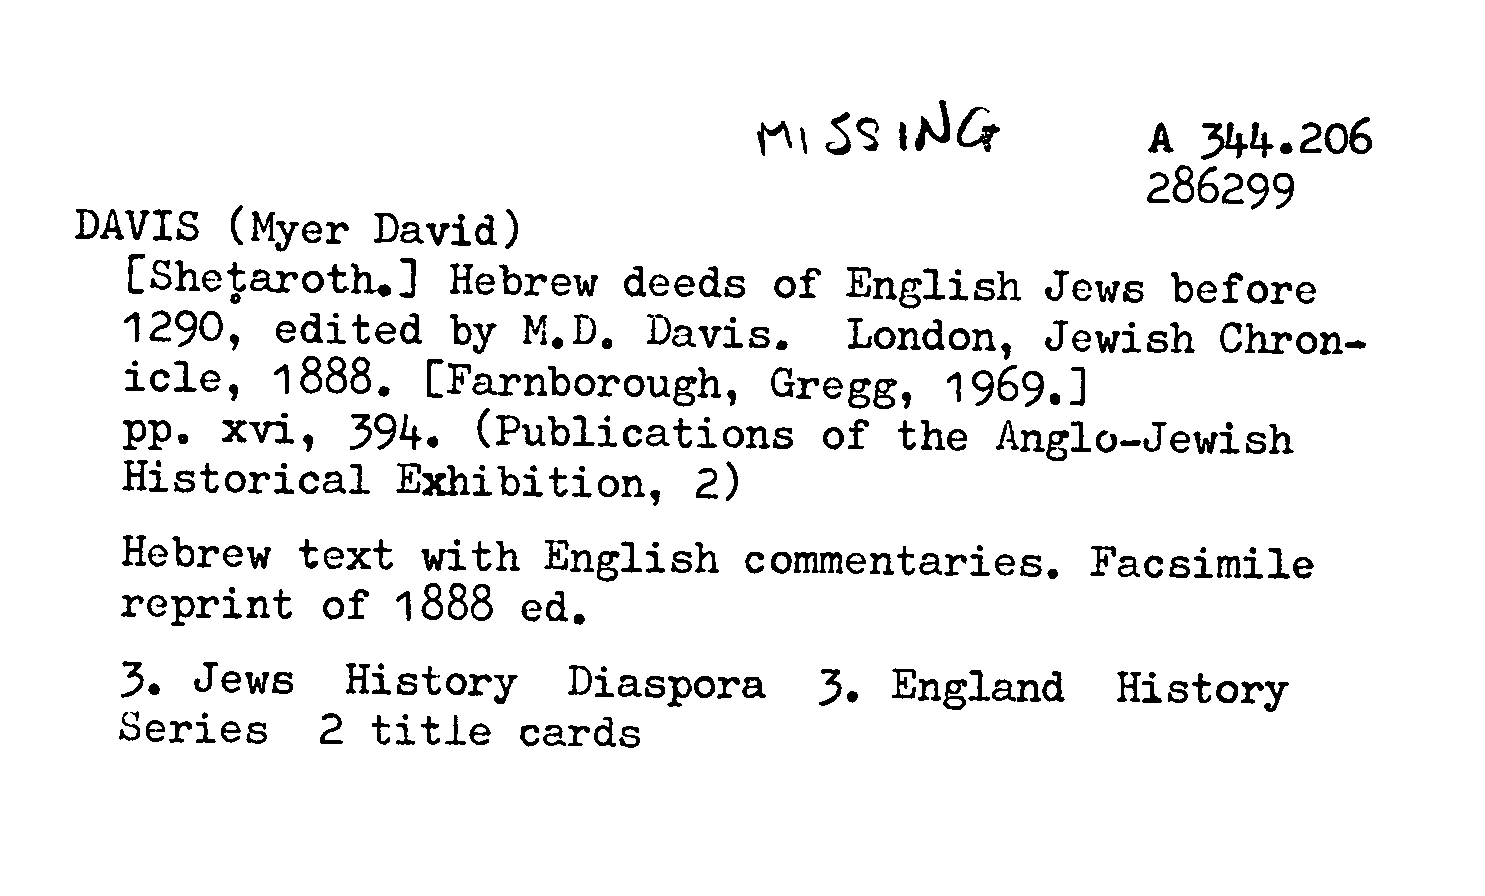 MISSING A 344.206
286299
DAVIS (Myer David)
[Sheṭaroth.] Hebrew deeds of English Jews before
1290, edited by M.D. Davis. London, Jewish Chron-
icle, 1888. [Farnborough, Gregg, 1969.]
pp. xvi, 394. (Publications of the Anglo-Jewish
Historical Exhibition, 2)
Hebrew text with English commentaries. Facsimile
reprint of 1888 ed.
3. Jews History Diaspora 3. England History
Series 2 title cards